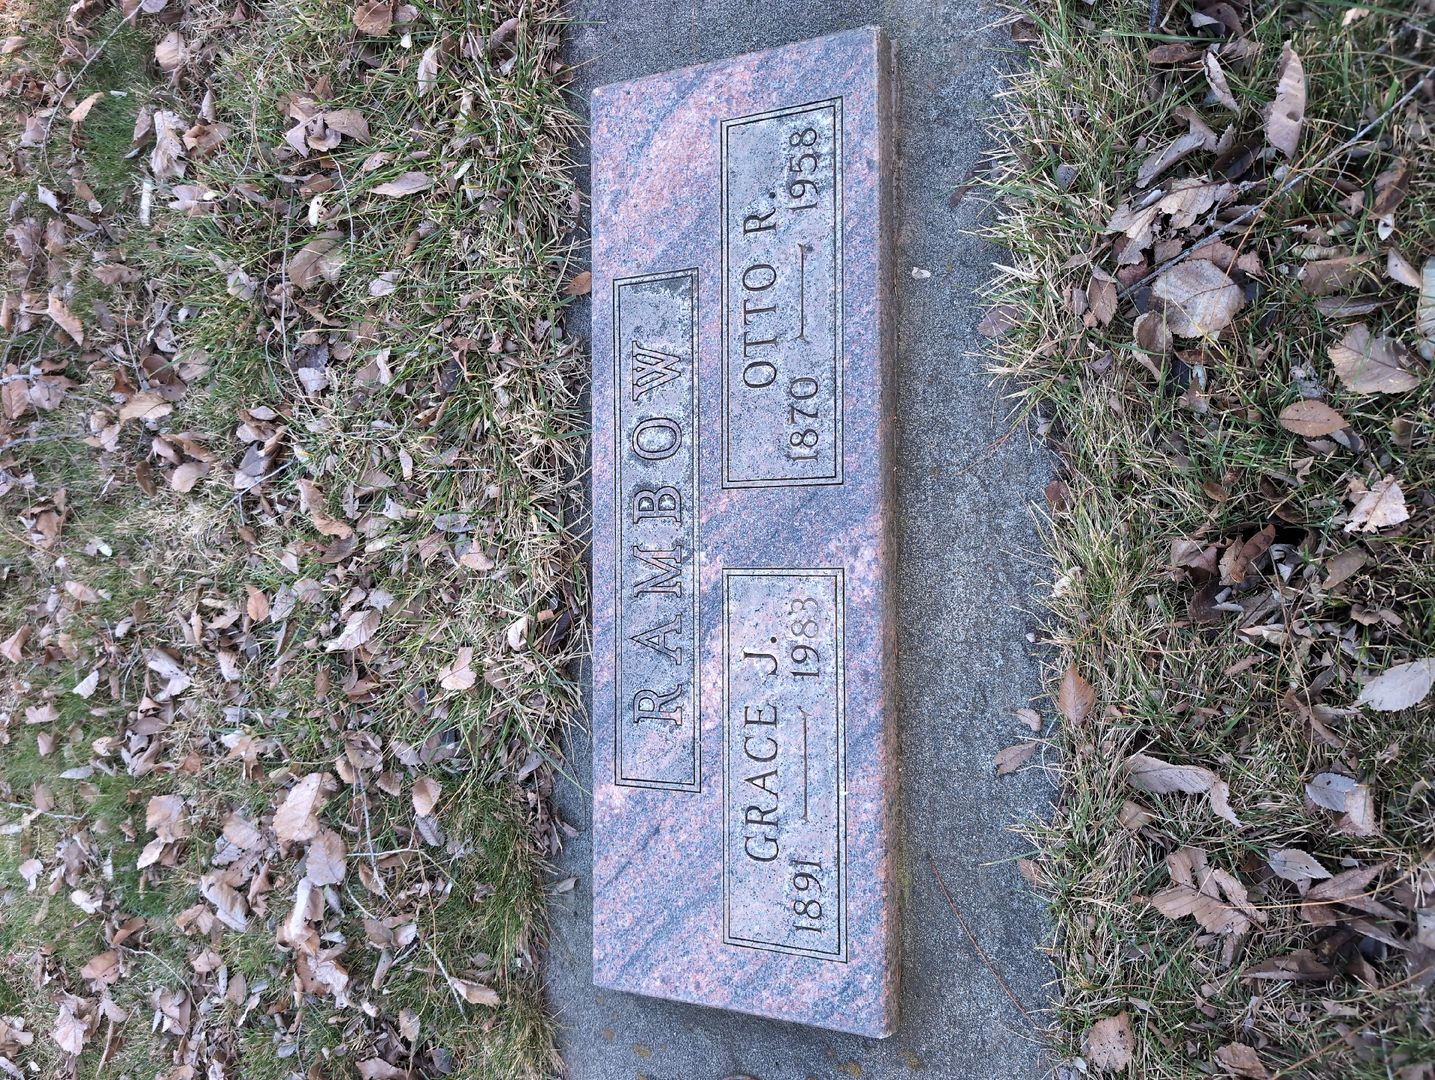 RAMBOW
GRACE J.
1891 1983
OTTO R.
1870 1958